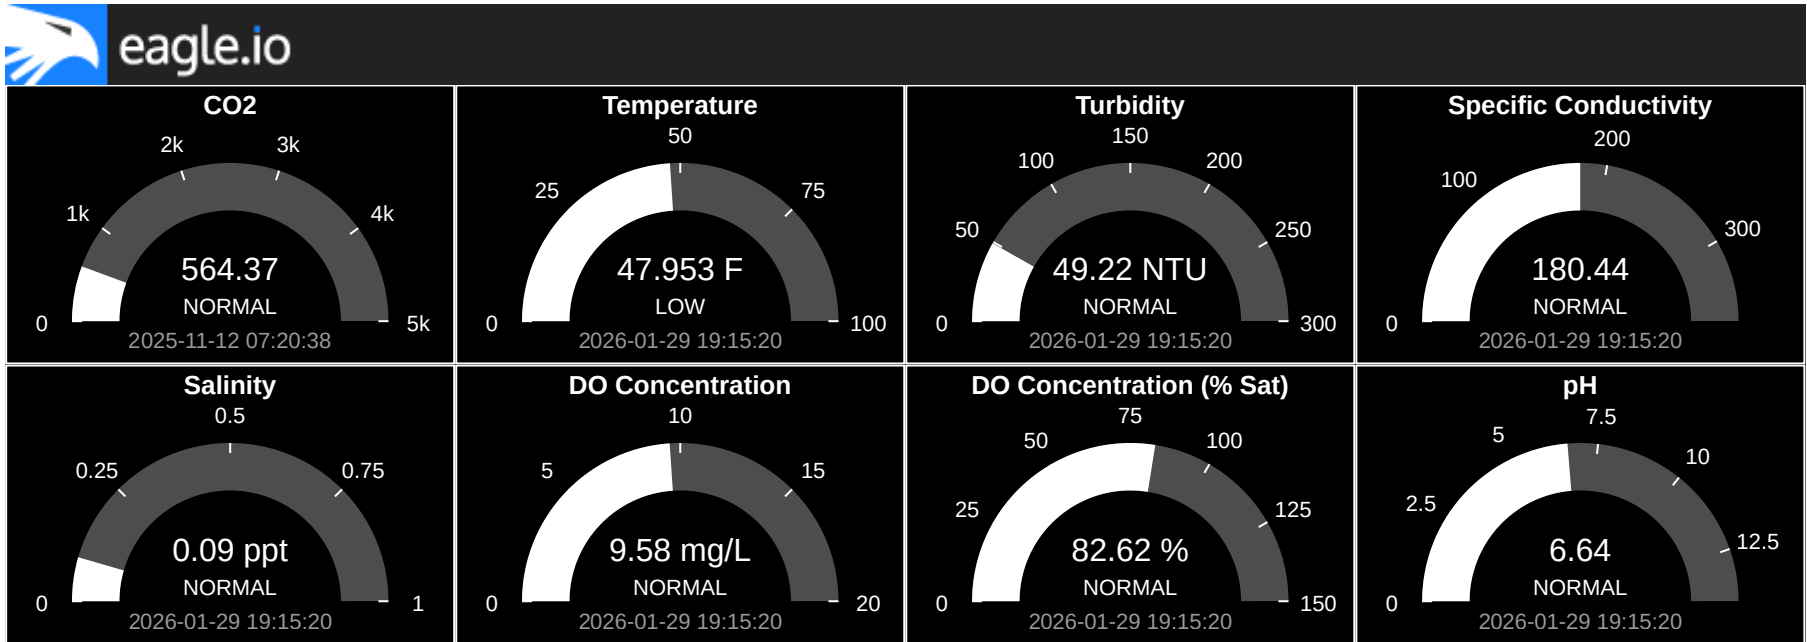 eagle.io
CO2
0
1k
2k
3k
4k
5k
564.37
NORMAL
2025-11-12 07:20:38
Temperature
0
25
50
75
100
47.953 F
LOW
2026-01-29 19:15:20
Turbidity
0
50
100
150
200
250
300
49.22 NTU
NORMAL
2026-01-29 19:15:20
Specific Conductivity
0
100
200
300
180.44
NORMAL
2026-01-29 19:15:20
Salinity
0
0.25
0.5
0.75
1
0.09 ppt
NORMAL
2026-01-29 19:15:20
DO Concentration
0
5
10
15
20
9.58 mg/L
NORMAL
2026-01-29 19:15:20
DO Concentration (% Sat)
0
25
50
75
100
125
150
82.62 %
NORMAL
2026-01-29 19:15:20
pH
0
2.5
5
7.5
10
12.5
6.64
NORMAL
2026-01-29 19:15:20